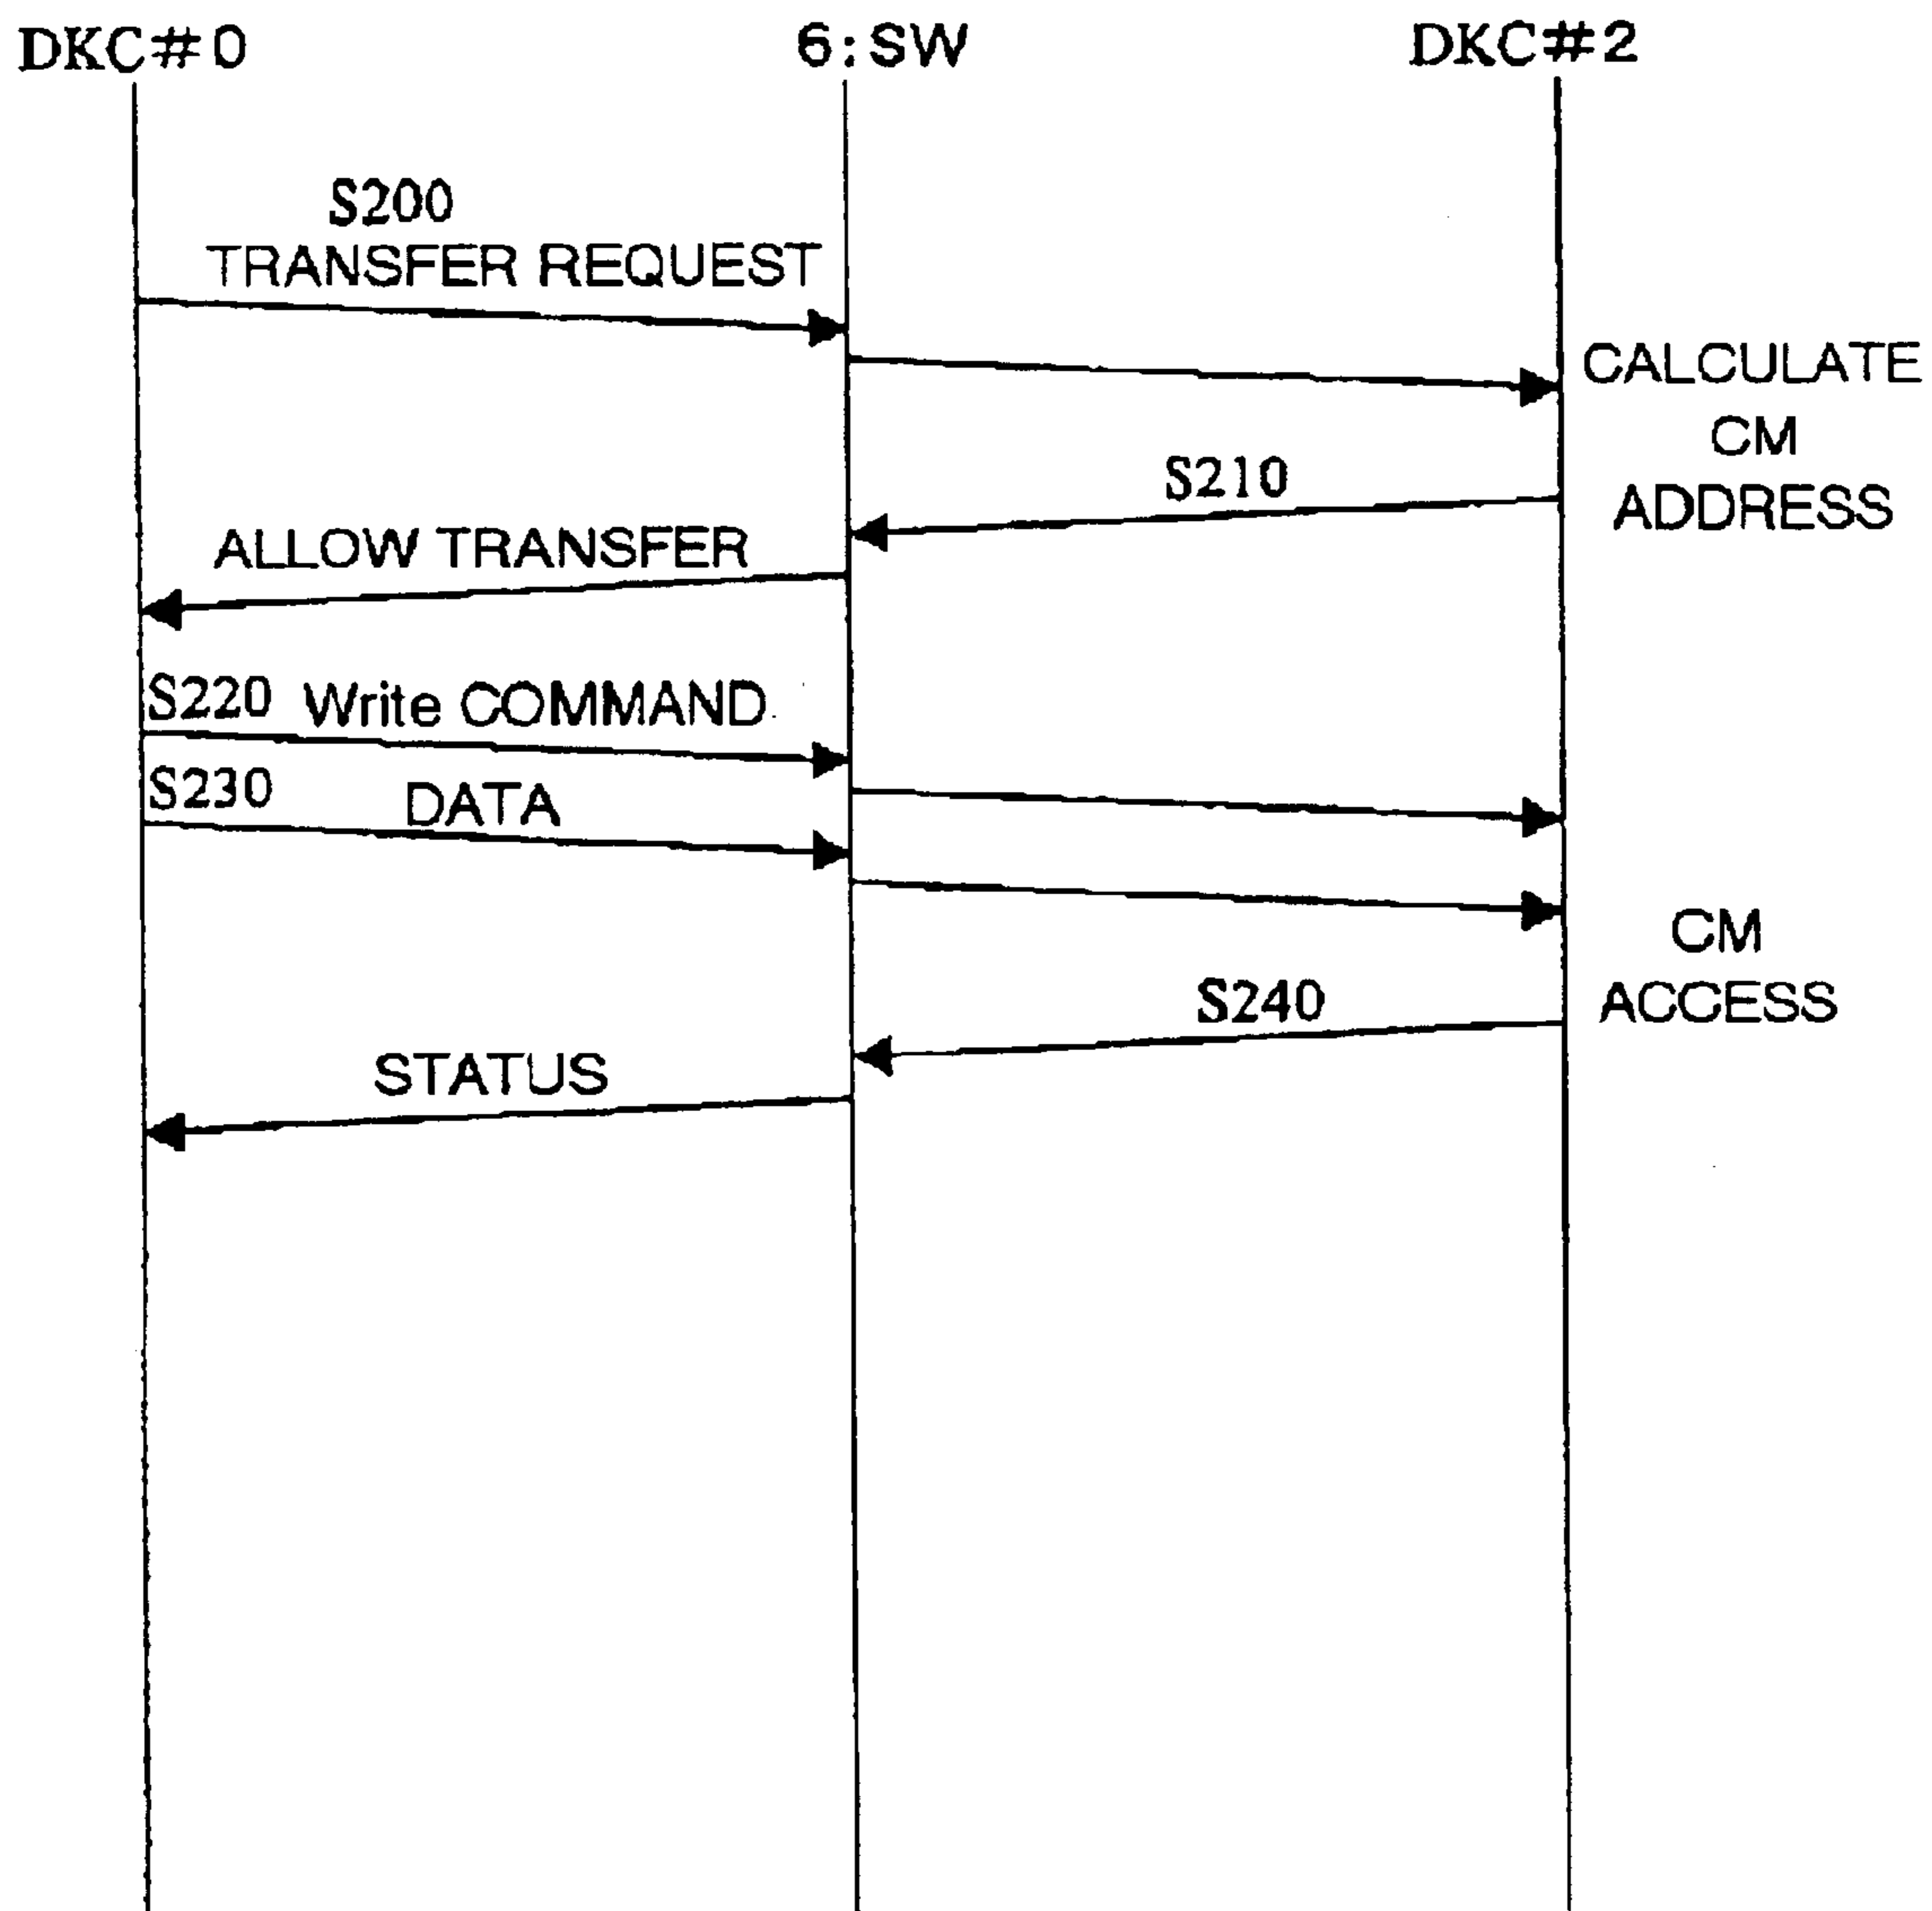 DKC#0
6:SW
DKC#2
S200
TRANSFER REQUEST
CALCULATE
CM
ADDRESS
S210
ALLOW TRANSFER
S220 Write COMMAND
S230 DATA
CM
ACCESS
S240
STATUS